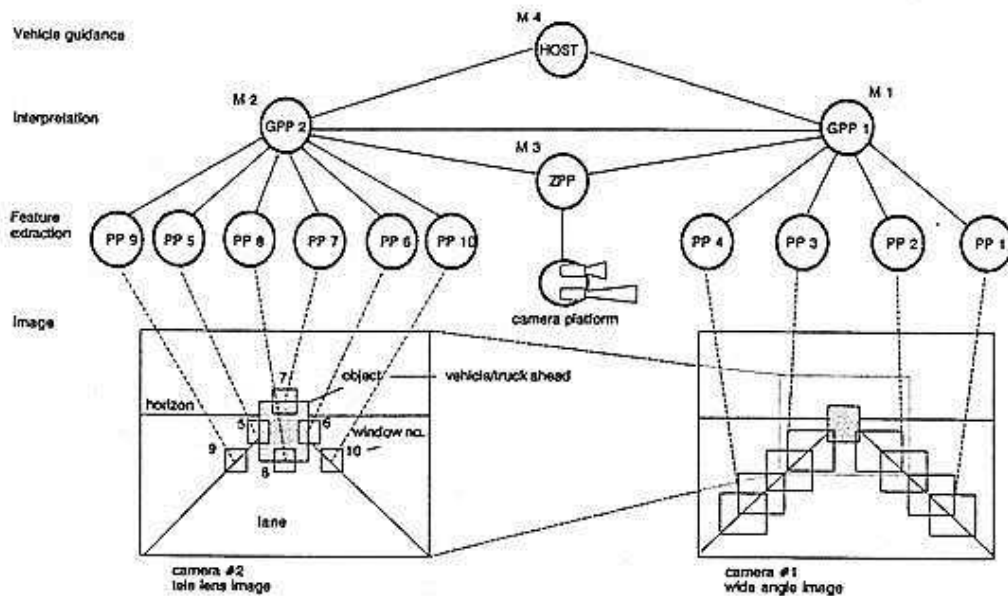 Vehicle guidance
M 4
HOST
Interpretation
M 2
GPP 2
M 1
GPP 1
M 3
ZPP
Feature
extraction
PP 9
PP 5
PP 8
PP 7
PP 6
PP 10
PP 4
PP 3
PP 2
PP 1
camera platform
Image
7
object
vehicle/truck ahead
horizon
5
6
window no.
9
8
10
lane
camera #2
tele lens image
camera #1
wide angle image